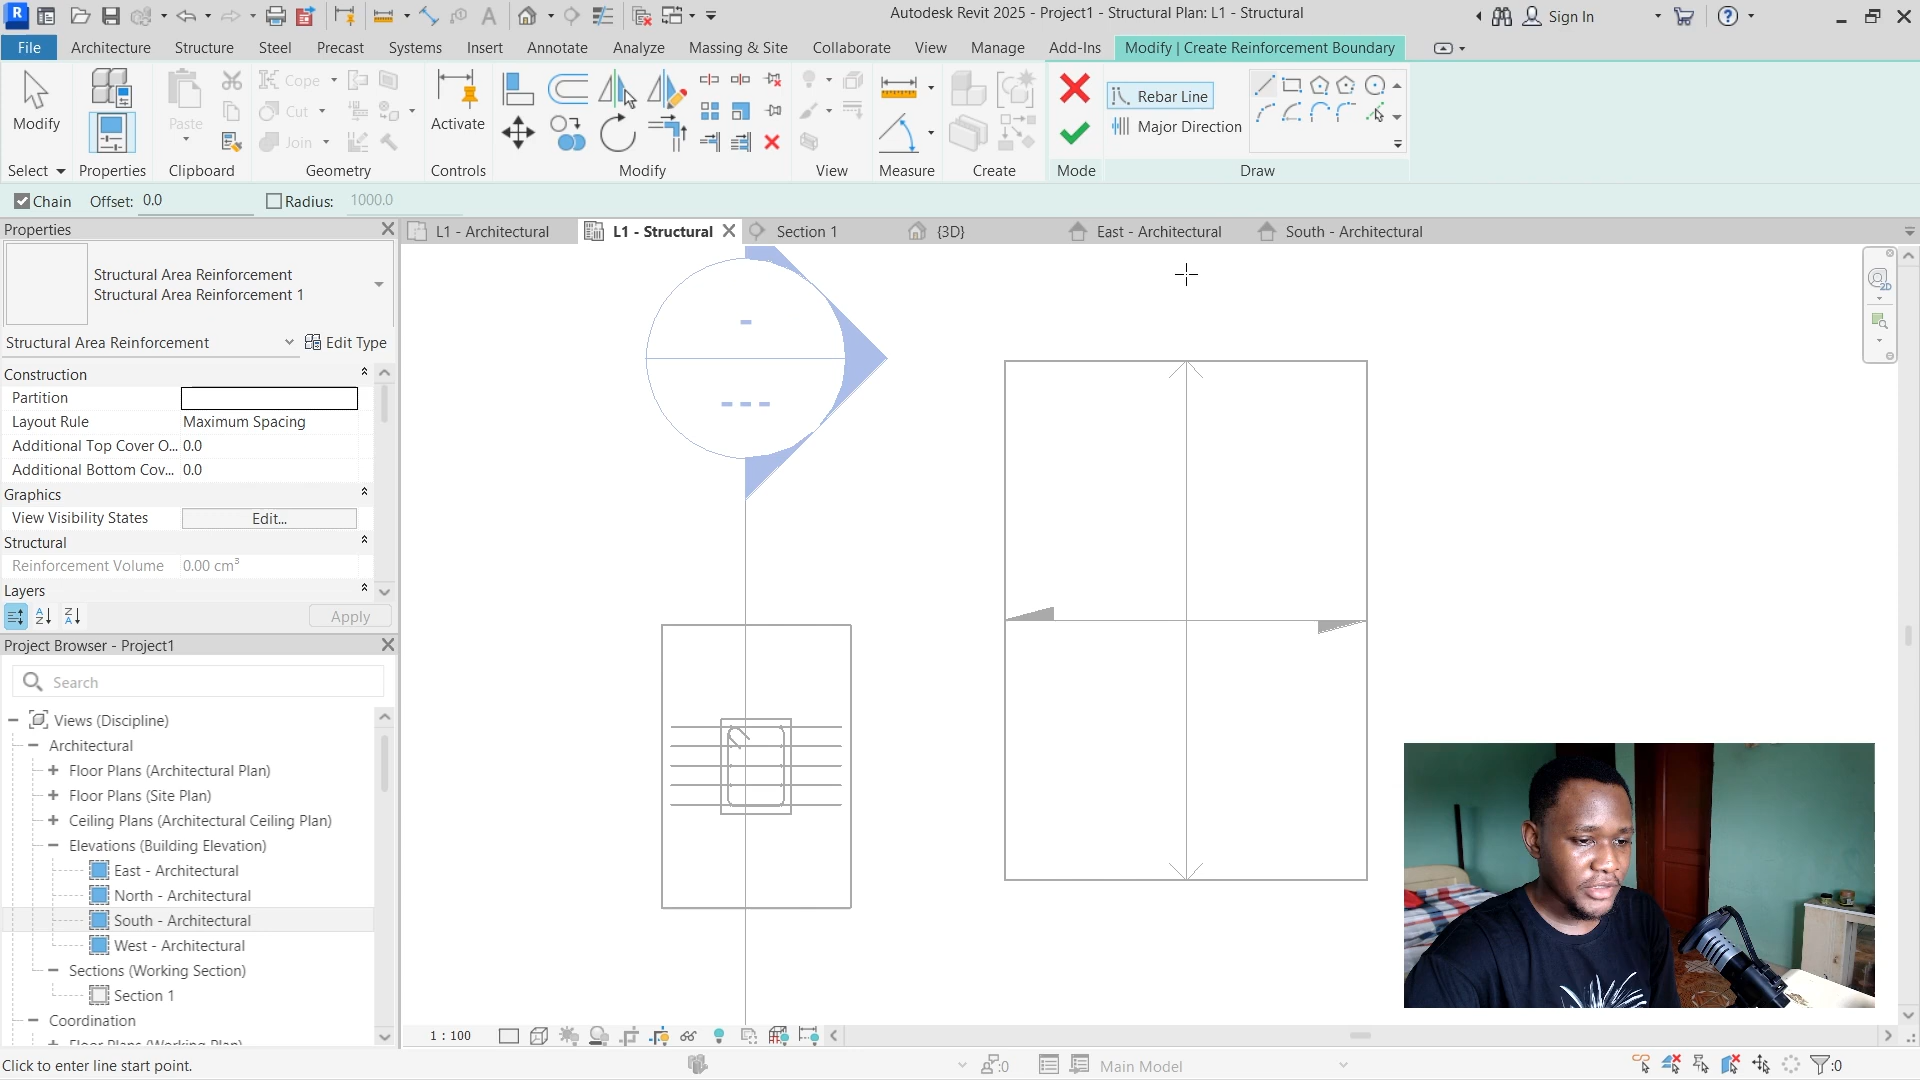 Autodesk Revit 2025 - Project1 - Structural Plan: L1 - Structural
Sign In
File
Architecture
Structure
Steel
Precast
Systems
Insert
Annotate
Analyze
Massing & Site
Collaborate
View
Manage
Add-Ins
Modify | Create Reinforcement Boundary
Modify
Paste
Cope
Cut
Join
Activate
Rebar Line
Major Direction
Select
Properties
Clipboard
Geometry
Controls
Modify
View
Measure
Create
Mode
Draw
Chain
Offset: 0.0
Radius: 1000.0
Properties
L1 - Architectural
L1 - Structural
Section 1
{3D}
East - Architectural
South - Architectural
Structural Area Reinforcement
Structural Area Reinforcement 1
Structural Area Reinforcement
Edit Type
Construction
Partition
Layout Rule Maximum Spacing
Additional Top Cover O... 0.0
Additional Bottom Cov... 0.0
Graphics
View Visibility States Edit...
Structural
Reinforcement Volume 0.00 cm³
Layers
Apply
Project Browser - Project1
Search
Views (Discipline)
Architectural
Floor Plans (Architectural Plan)
Floor Plans (Site Plan)
Ceiling Plans (Architectural Ceiling Plan)
Elevations (Building Elevation)
East - Architectural
North - Architectural
South - Architectural
West - Architectural
Sections (Working Section)
Section 1
Coordination
Floor Plans (Working Plan)
1 : 100
2D
Click to enter line start point.
:0
Main Model
:0